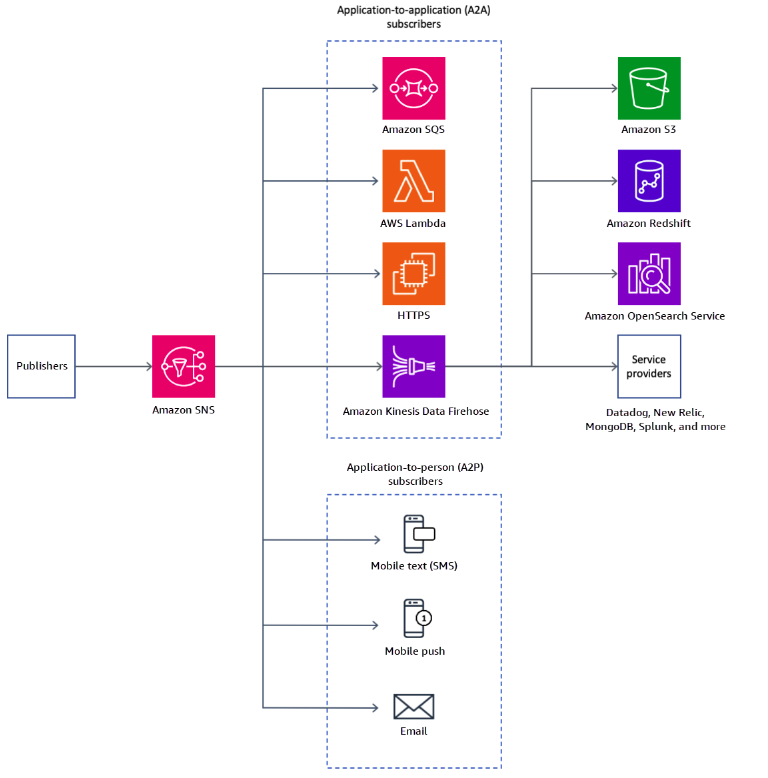 Application-to-application (A2A)
subscribers
Amazon SQS
Amazon S3
AWS Lambda
Amazon Redshift
HTTPS
Amazon OpenSearch Service
Publishers
Amazon SNS
Amazon Kinesis Data Firehose
Service
providers
Datadog, New Relic,
MongoDB, Splunk, and more
Application-to-person (A2P)
subscribers
Mobile text (SMS)
1
Mobile push
Email